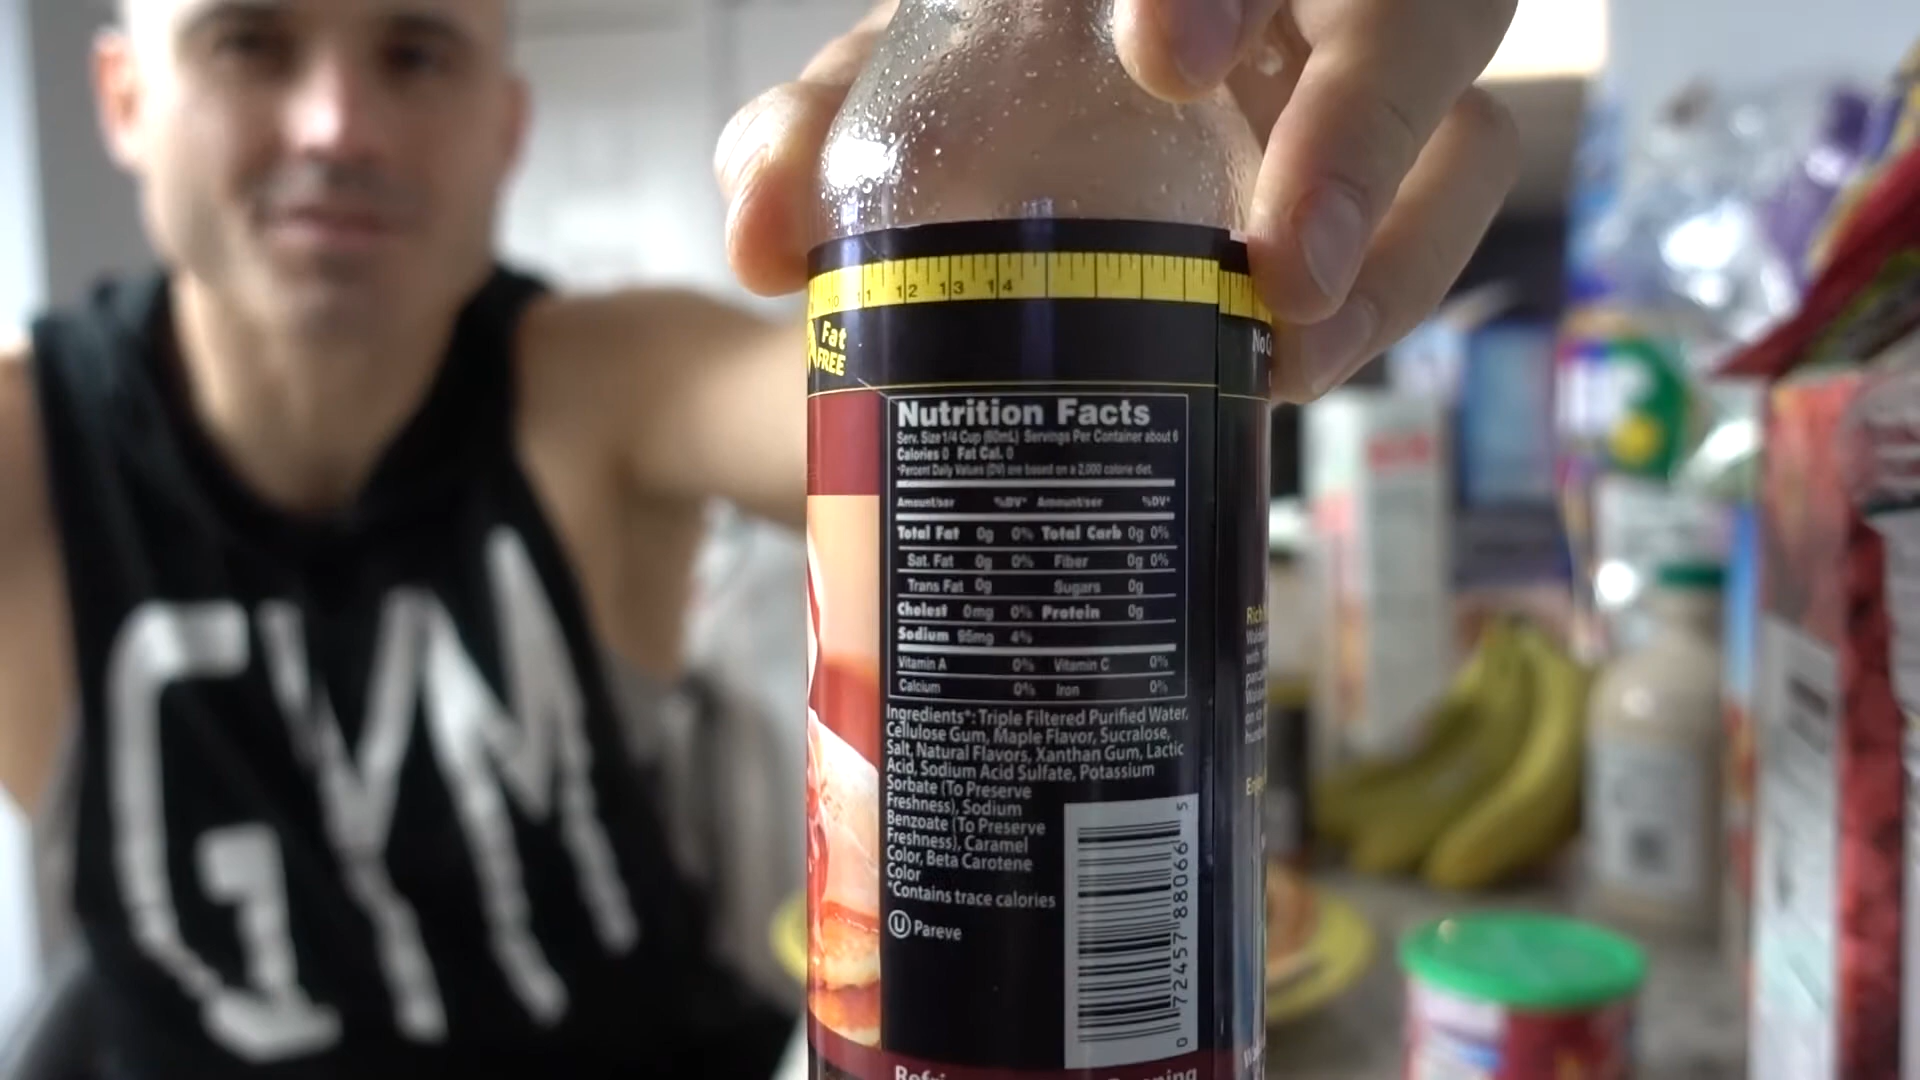 GYM
12 13 14
Fat
FREE
Nutrition Facts
Serv. Size 1/4 Cup (60mL) Servings Per Container about 6
Calories 0 Fat Cal. 0
*Percent Daily Values (DV) are based on a 2,000 calorie diet.
Amount/ser %DV* Amount/ser %DV*
Total Fat 0g 0% Total Carb 0g 0%
Sat. Fat 0g 0% Fiber 0g 0%
Trans Fat 0g Sugars 0g
Cholest 0mg 0% Protein 0g
Sodium 95mg 4%
Vitamin A 0% Vitamin C 0%
Calcium 0% Iron 0%
Ingredients*: Triple Filtered Purified Water,
Cellulose Gum, Maple Flavor, Sucralose,
Salt, Natural Flavors, Xanthan Gum, Lactic
Acid, Sodium Acid Sulfate, Potassium
Sorbate (To Preserve
Freshness), Sodium
Benzoate (To Preserve
Freshness), Caramel
Color, Beta Carotene
Color
*Contains trace calories
U Pareve
0 72457 88066 5
No
Rich